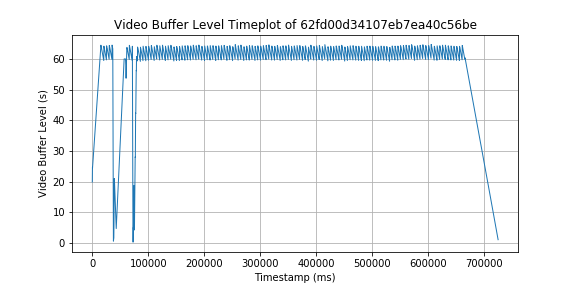 Video Buffer Level Timeplot of 62fd00d34107eb7ea40c56be
Video Buffer Level (s)
60
50
40
30
20
10
0
0 100000 200000 300000 400000 500000 600000 700000
Timestamp (ms)